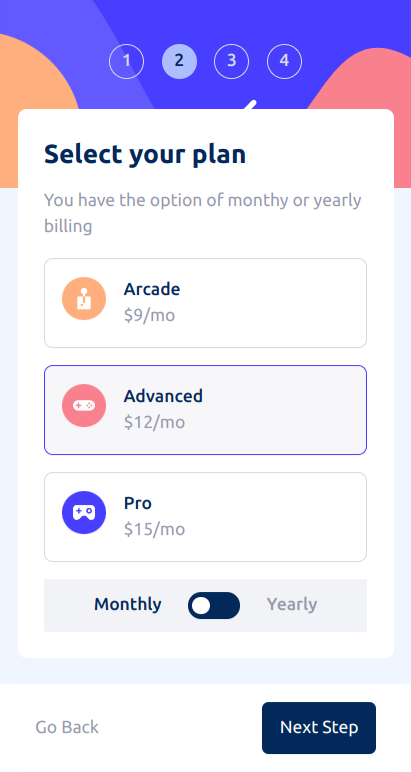 1 2 3 4
Select your plan
You have the option of monthy or yearly
billing
Arcade
$9/mo
Advanced
$12/mo
Pro
$15/mo
Monthly Yearly
Go Back Next Step